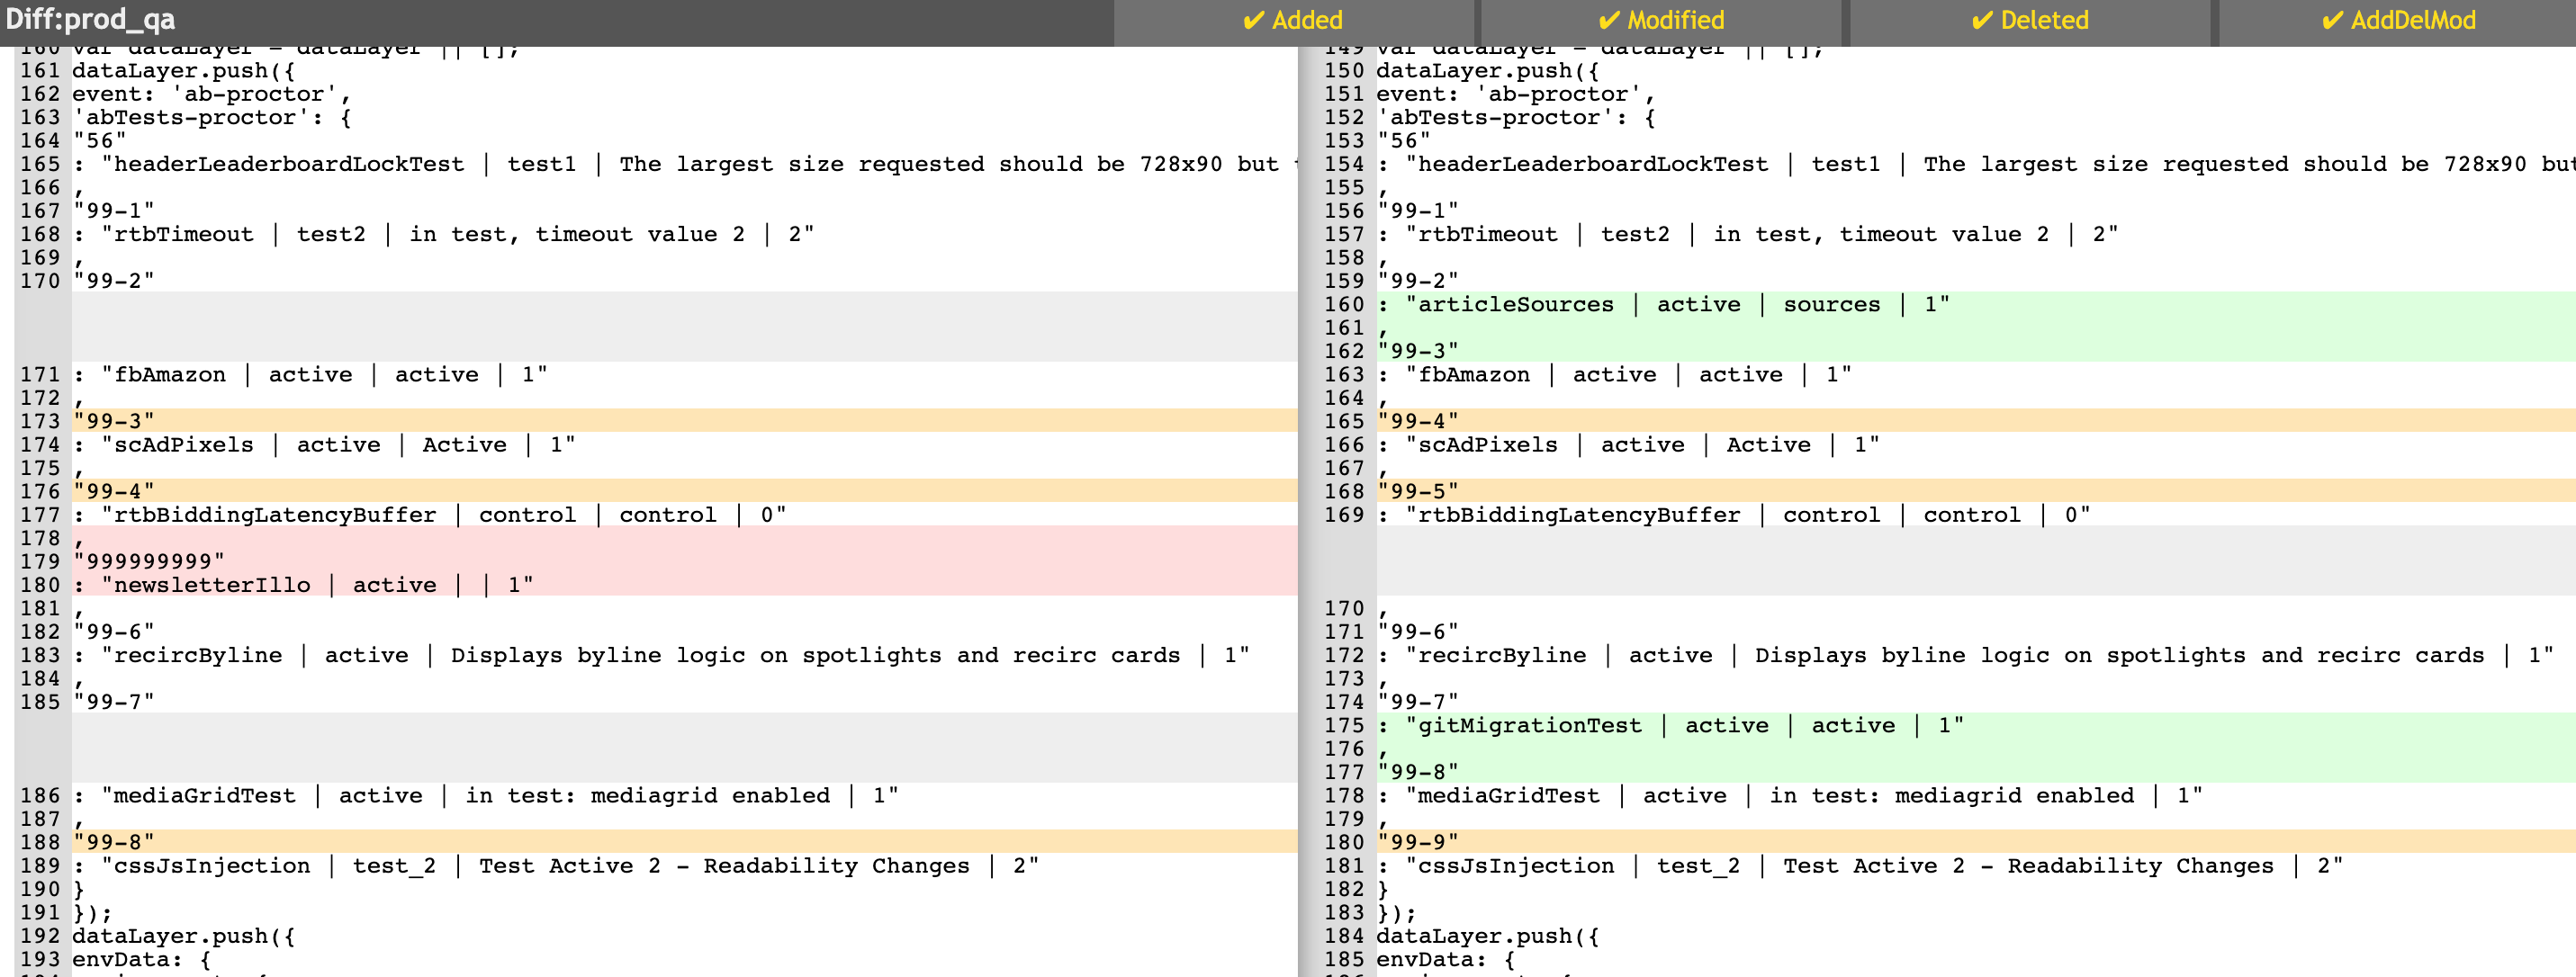 Diff:prod_qa
✔ Added ✔ Modified ✔ Deleted ✔ AddDelMod
160 var dataLayer = dataLayer || [];
161 dataLayer.push({
162 event: 'ab-proctor',
163 'abTests-proctor': {
164 "56"
165 : "headerLeaderboardLockTest | test1 | The largest size requested should be 728x90 but
166 ,
167 "99-1"
168 : "rtbTimeout | test2 | in test, timeout value 2 | 2"
169 ,
170 "99-2"
171 : "fbAmazon | active | active | 1"
172 ,
173 "99-3"
174 : "scAdPixels | active | Active | 1"
175 ,
176 "99-4"
177 : "rtbBiddingLatencyBuffer | control | control | 0"
178 ,
179 "999999999"
180 : "newsletterIllo | active | | 1"
181 ,
182 "99-6"
183 : "recircByline | active | Displays byline logic on spotlights and recirc cards | 1"
184 ,
185 "99-7"
186 : "mediaGridTest | active | in test: mediagrid enabled | 1"
187 ,
188 "99-8"
189 : "cssJsInjection | test_2 | Test Active 2 - Readability Changes | 2"
190 }
191 });
192 dataLayer.push({
193 envData: {
149 var dataLayer = dataLayer || [];
150 dataLayer.push({
151 event: 'ab-proctor',
152 'abTests-proctor': {
153 "56"
154 : "headerLeaderboardLockTest | test1 | The largest size requested should be 728x90 but
155 ,
156 "99-1"
157 : "rtbTimeout | test2 | in test, timeout value 2 | 2"
158 ,
159 "99-2"
160 : "articleSources | active | sources | 1"
161 ,
162 "99-3"
163 : "fbAmazon | active | active | 1"
164 ,
165 "99-4"
166 : "scAdPixels | active | Active | 1"
167 ,
168 "99-5"
169 : "rtbBiddingLatencyBuffer | control | control | 0"
170 ,
171 "99-6"
172 : "recircByline | active | Displays byline logic on spotlights and recirc cards | 1"
173 ,
174 "99-7"
175 : "gitMigrationTest | active | active | 1"
176 ,
177 "99-8"
178 : "mediaGridTest | active | in test: mediagrid enabled | 1"
179 ,
180 "99-9"
181 : "cssJsInjection | test_2 | Test Active 2 - Readability Changes | 2"
182 }
183 });
184 dataLayer.push({
185 envData: {